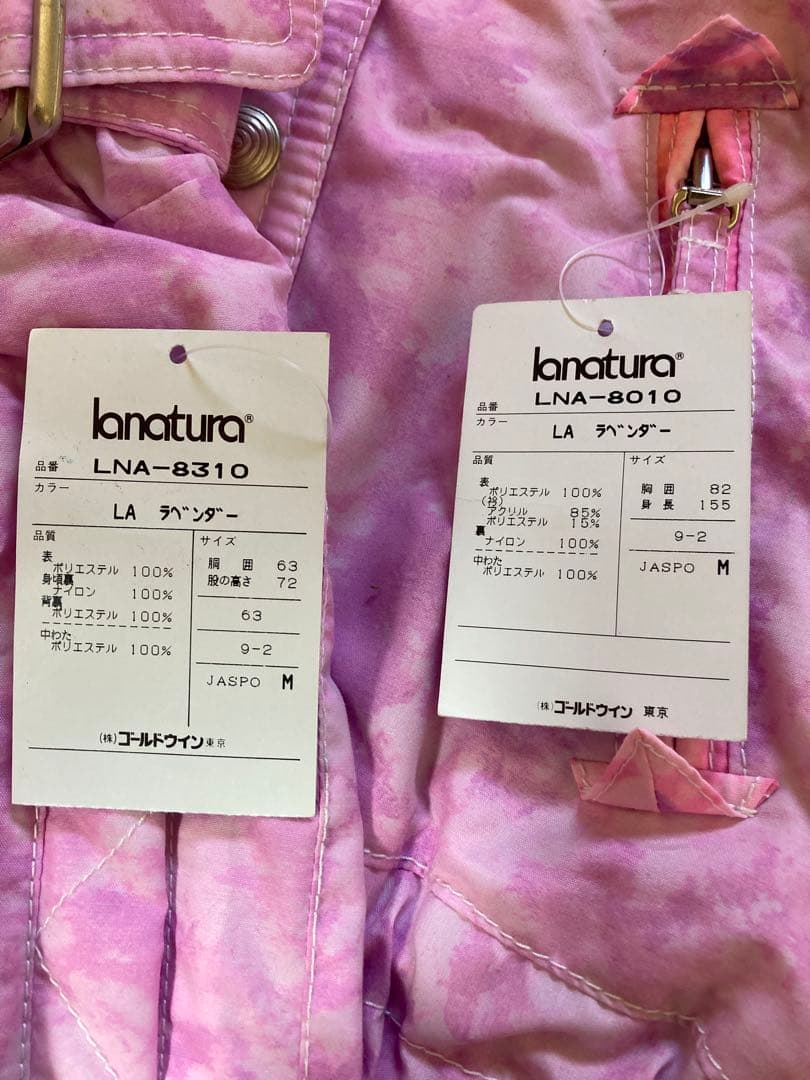 lanatura®
品番 LNA-8310
カラー
LA ラベンダー
品質
表
ポリエステル 100%
身頃裏
ナイロン 100%
背裏
ポリエステル 100%
中わた
ポリエステル 100%
サイズ
胴囲 63
股の高さ 72
63
9-2
JASPO M
(株)ゴールドウイン東京
lanatura®
品番 LNA-8010
カラー
LA ラベンダー
品質
表
ポリエステル 100%
(衿)
アクリル 85%
ポリエステル 15%
裏
ナイロン 100%
中わた
ポリエステル 100%
サイズ
胸囲 82
身長 155
9-2
JASPO M
(株)ゴールドウイン 東京